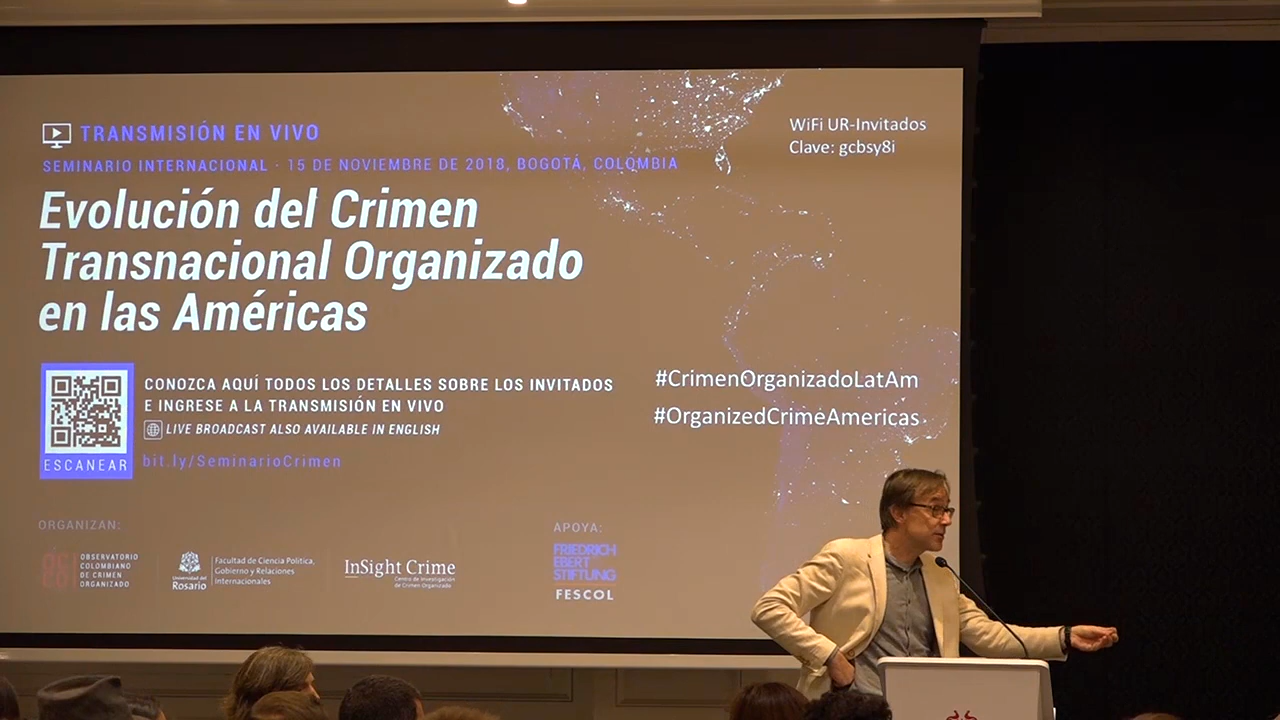 TRANSMISIÓN EN VIVO
SEMINARIO INTERNACIONAL · 15 DE NOVIEMBRE DE 2018, BOGOTÁ, COLOMBIA
Evolución del Crimen
Transnacional Organizado
en las Américas
WiFi UR-Invitados
Clave: gcbsy8i
CONOZCA AQUÍ TODOS LOS DETALLES SOBRE LOS INVITADOS
E INGRESE A LA TRANSMISIÓN EN VIVO
LIVE BROADCAST ALSO AVAILABLE IN ENGLISH
ESCANEAR
bit.ly/SeminarioCrimen
#CrimenOrganizadoLatAm
#OrganizedCrimeAmericas
ORGANIZAN:
OBSERVATORIO
COLOMBIANO
DE CRIMEN
ORGANIZADO
Universidad del
Rosario
Facultad de Ciencia Política,
Gobierno y Relaciones
Internacionales
InSight Crime
Centro de Investigación
de Crimen Organizado
APOYA:
FRIEDRICH
EBERT
STIFTUNG
FESCOL